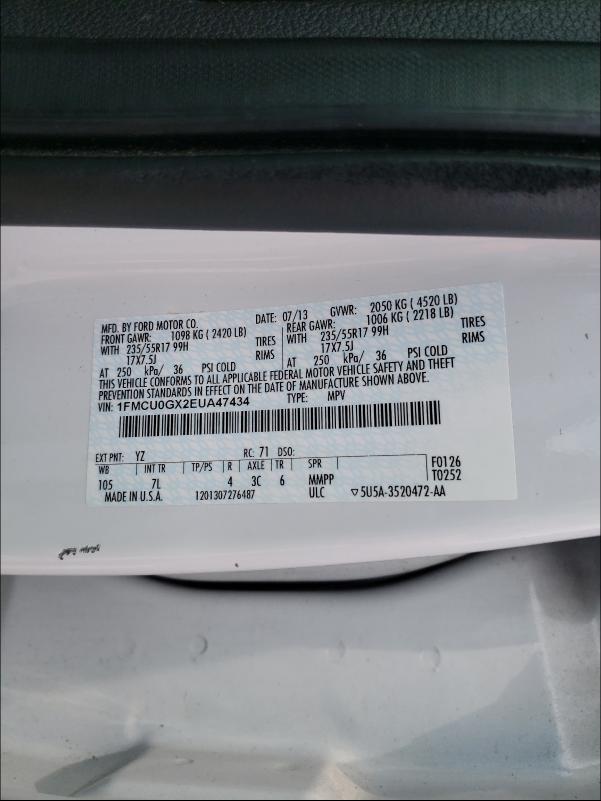 MFD. BY FORD MOTOR CO. DATE: 07/13 GVWR: 2050 KG ( 4520 LB)
FRONT GAWR: 1098 KG ( 2420 LB) REAR GAWR: 1006 KG ( 2218 LB)
WITH 235/55R17 99H TIRES WITH 235/55R17 99H TIRES
17X7.5J RIMS 17X7.5J RIMS
AT 250 kPa/ 36 PSI COLD AT 250 kPa/ 36 PSI COLD
THIS VEHICLE CONFORMS TO ALL APPLICABLE FEDERAL MOTOR VEHICLE SAFETY AND THEFT
PREVENTION STANDARDS IN EFFECT ON THE DATE OF MANUFACTURE SHOWN ABOVE.
VIN: 1FMCU0GX2EUA47434 TYPE: MPV
EXT PNT: YZ RC: 71 DSO: F0126
WB INT TR TP/PS R AXLE TR SPR T0252
105 7L 4 3C 6 MMPP
MADE IN U.S.A. 1201307276487 ULC ▽5U5A-3520472-AA